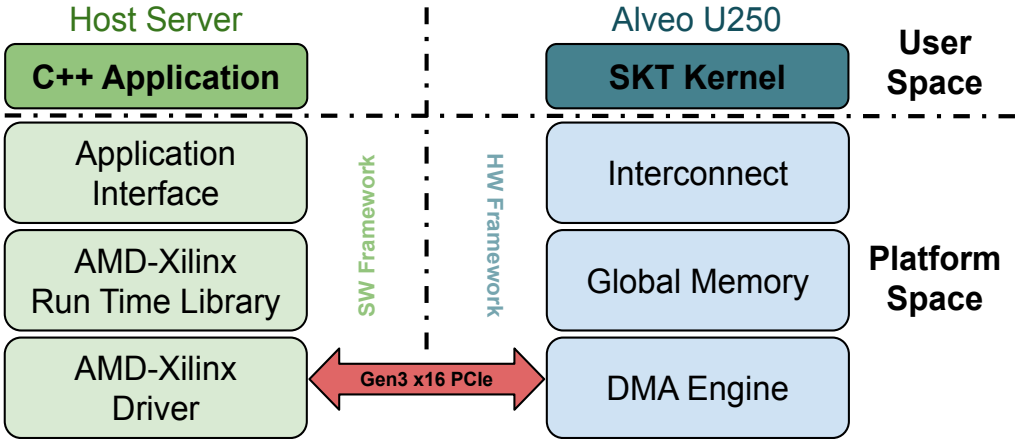 Host Server
Alveo U250
C++ Application
SKT Kernel
User
Space
Application
Interface
SW Framework
HW Framework
Interconnect
AMD-Xilinx
Run Time Library
Global Memory
Platform
Space
AMD-Xilinx
Driver
Gen3 x16 PCIe
DMA Engine